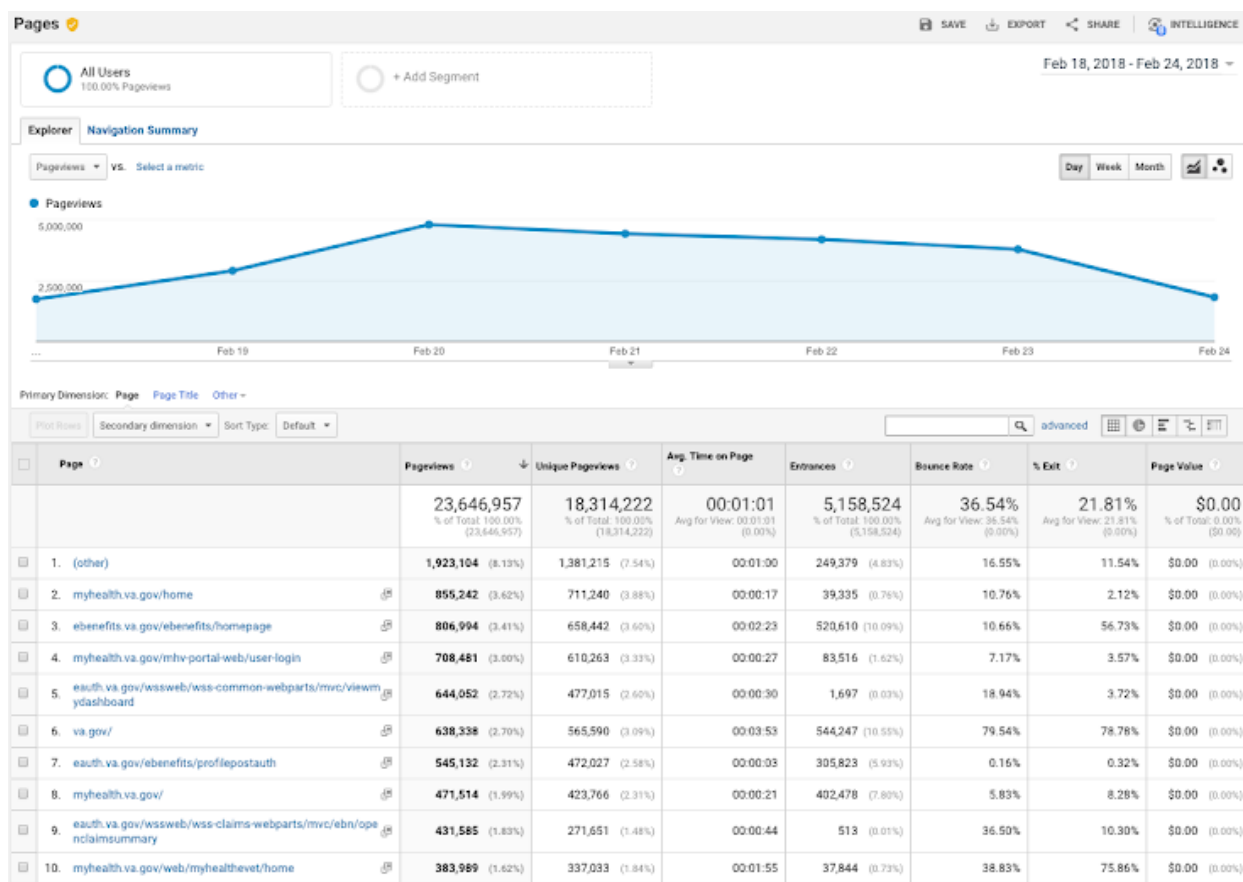 Pages
SAVE EXPORT SHARE INTELLIGENCE
All Users
100.00% Pageviews
+ Add Segment
Feb 18, 2018 - Feb 24, 2018
Explorer Navigation Summary
Pageviews VS. Select a metric
Day Week Month
Pageviews
5,000,000
2,500,000
... Feb 19 Feb 20 Feb 21 Feb 22 Feb 23 Feb 24
Primary Dimension: Page Page Title Other
Plot Rows Secondary dimension Sort Type: Default advanced
Page ? Pageviews ? Unique Pageviews ? Avg. Time on Page ? Entrances ? Bounce Rate ? % Exit ? Page Value ?
23,646,957 18,314,222 00:01:01 5,158,524 36.54% 21.81% $0.00
% of Total: 100.00% % of Total: 100.00% Avg for View: 00:01:01 % of Total: 100.00% Avg for View: 36.54% Avg for View: 21.81% % of Total: 0.00%
(23,646,957) (18,314,222) (0.00%) (5,158,524) (0.00%) (0.00%) ($0.00)
1. (other) 1,923,104 (8.13%) 1,381,215 (7.54%) 00:01:00 249,379 (4.83%) 16.55% 11.54% $0.00 (0.00%)
2. myhealth.va.gov/home 855,242 (3.62%) 711,240 (3.88%) 00:00:17 39,335 (0.76%) 10.76% 2.12% $0.00 (0.00%)
3. ebenefits.va.gov/ebenefits/homepage 806,994 (3.41%) 658,442 (3.60%) 00:02:23 520,610 (10.09%) 10.66% 56.73% $0.00 (0.00%)
4. myhealth.va.gov/mhv-portal-web/user-login 708,481 (3.00%) 610,263 (3.33%) 00:00:27 83,516 (1.62%) 7.17% 3.57% $0.00 (0.00%)
5. eauth.va.gov/wssweb/wss-common-webparts/mvc/viewm
ydashboard 644,052 (2.72%) 477,015 (2.60%) 00:00:30 1,697 (0.03%) 18.94% 3.72% $0.00 (0.00%)
6. va.gov/ 638,338 (2.70%) 565,590 (3.09%) 00:03:53 544,247 (10.55%) 79.54% 78.78% $0.00 (0.00%)
7. eauth.va.gov/ebenefits/profilepostauth 545,132 (2.31%) 472,027 (2.58%) 00:00:03 305,823 (5.93%) 0.16% 0.32% $0.00 (0.00%)
8. myhealth.va.gov/ 471,514 (1.99%) 423,766 (2.31%) 00:00:21 402,478 (7.80%) 5.83% 8.28% $0.00 (0.00%)
9. eauth.va.gov/wssweb/wss-claims-webparts/mvc/ebn/ope
nclaimsummary 431,585 (1.83%) 271,651 (1.48%) 00:00:44 513 (0.01%) 36.50% 10.30% $0.00 (0.00%)
10. myhealth.va.gov/web/myhealthevet/home 383,989 (1.62%) 337,033 (1.84%) 00:01:55 37,844 (0.73%) 38.83% 75.86% $0.00 (0.00%)